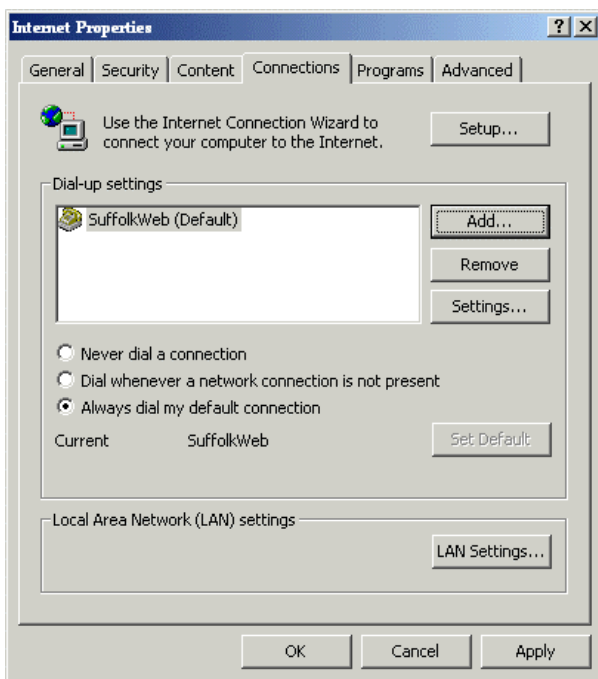 Internet Properties
General Security Content Connections Programs Advanced
Use the Internet Connection Wizard to
connect your computer to the Internet.
Setup...
Dial-up settings
SuffolkWeb (Default)
Add...
Remove
Settings...
Never dial a connection
Dial whenever a network connection is not present
Always dial my default connection
Current SuffolkWeb Set Default
Local Area Network (LAN) settings
LAN Settings...
OK Cancel Apply